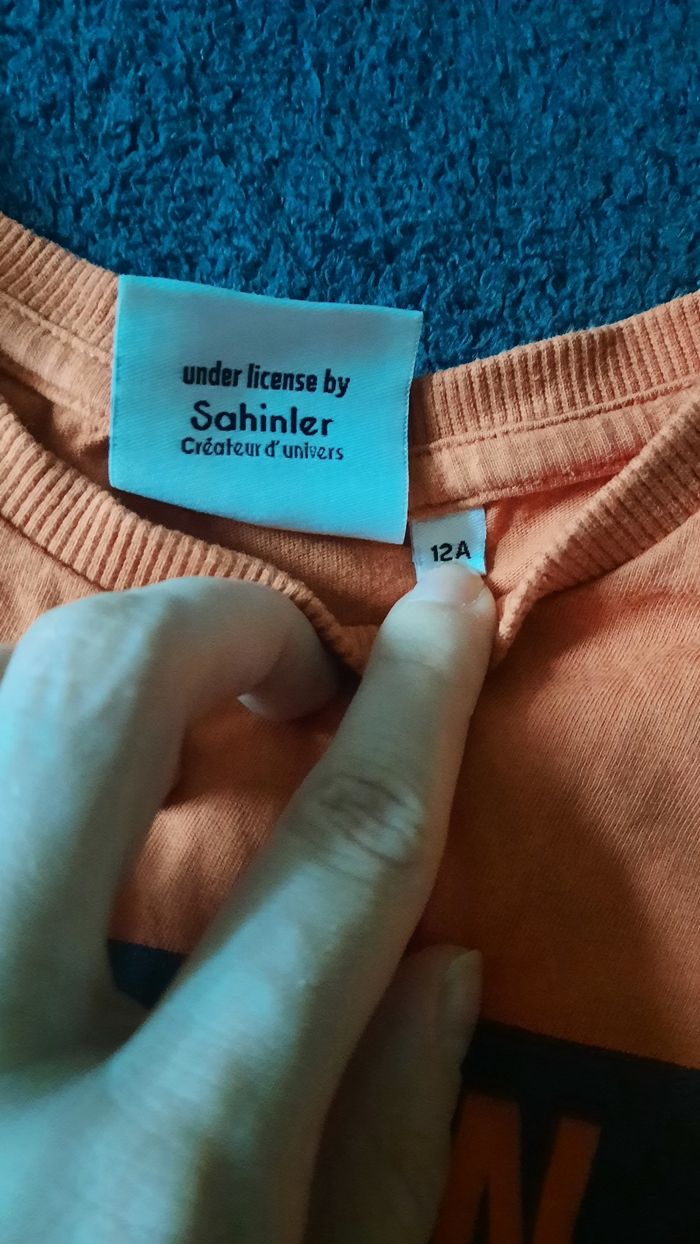 under license by
Sahinler
Créateur d'univers
12A